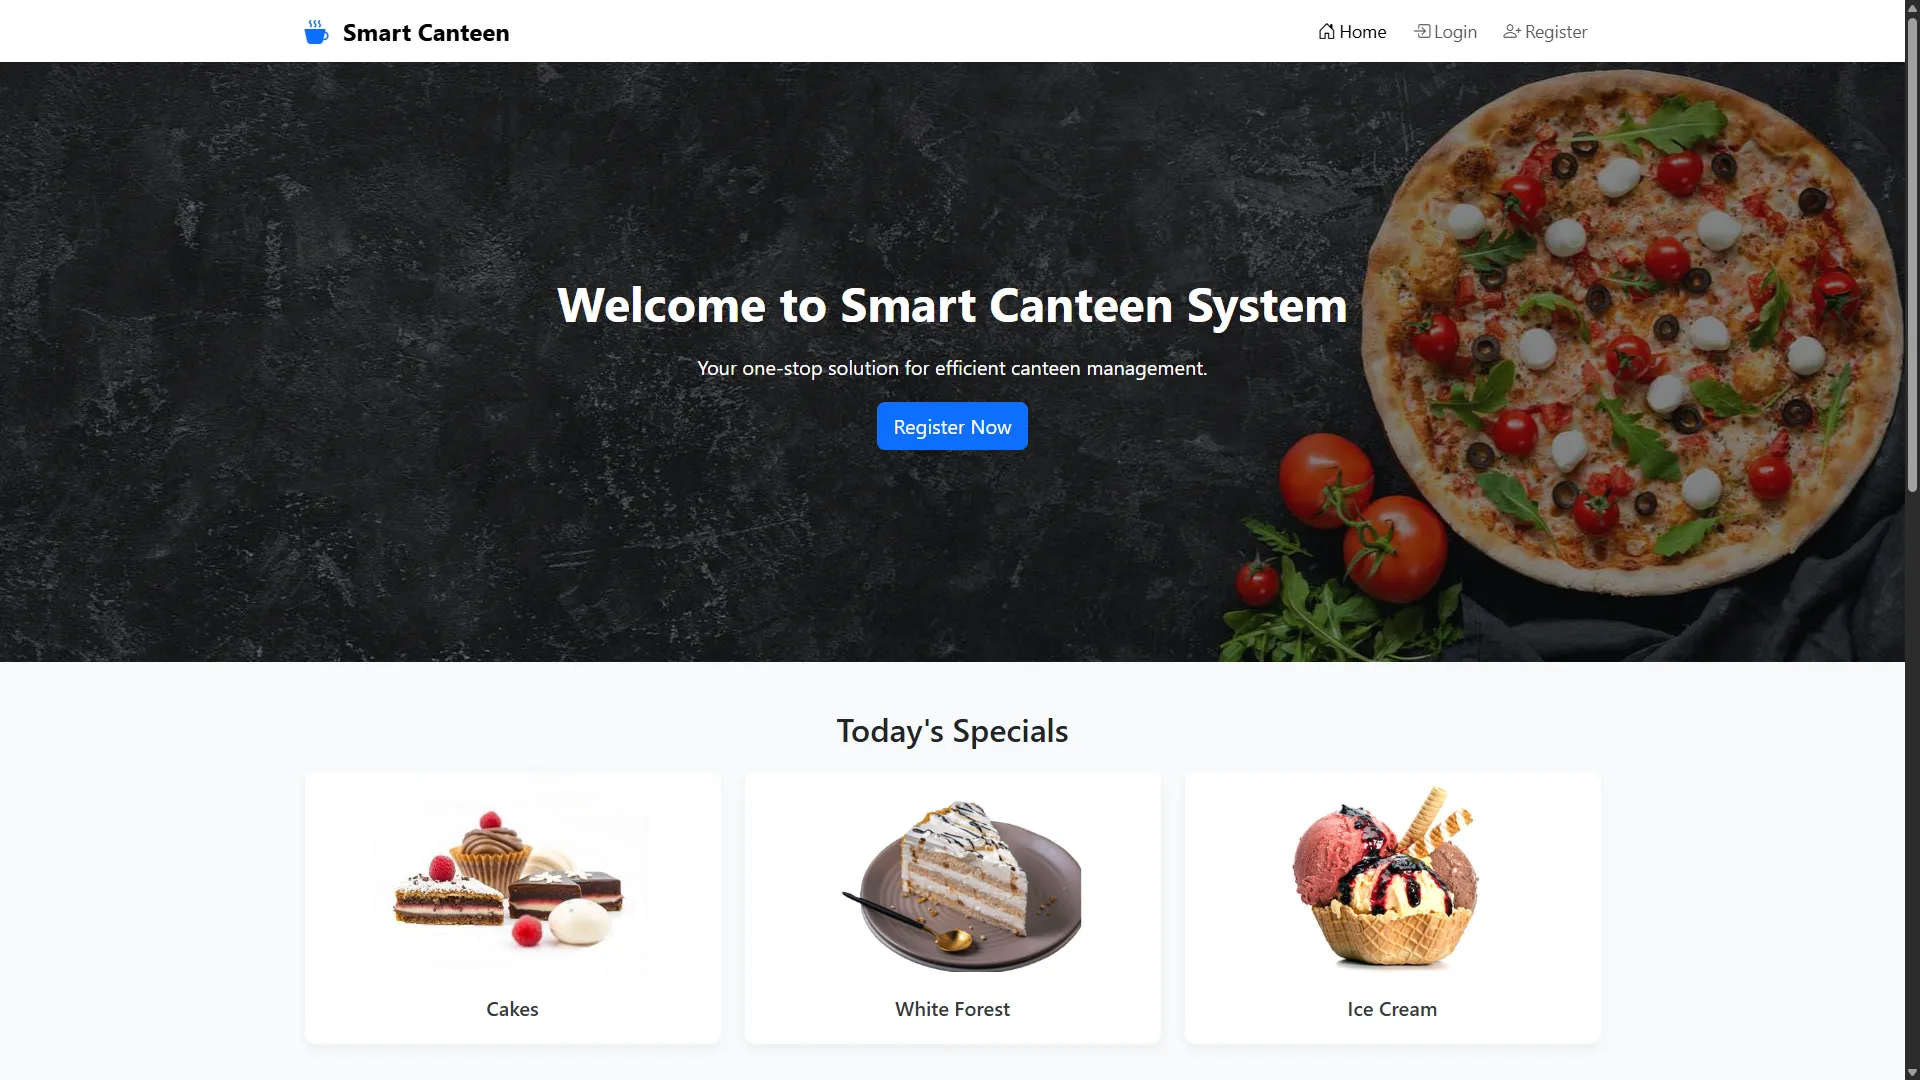 Smart Canteen
Home
Login
Register
Welcome to Smart Canteen System
Your one-stop solution for efficient canteen management.
Register Now
Today's Specials
Cakes
White Forest
Ice Cream